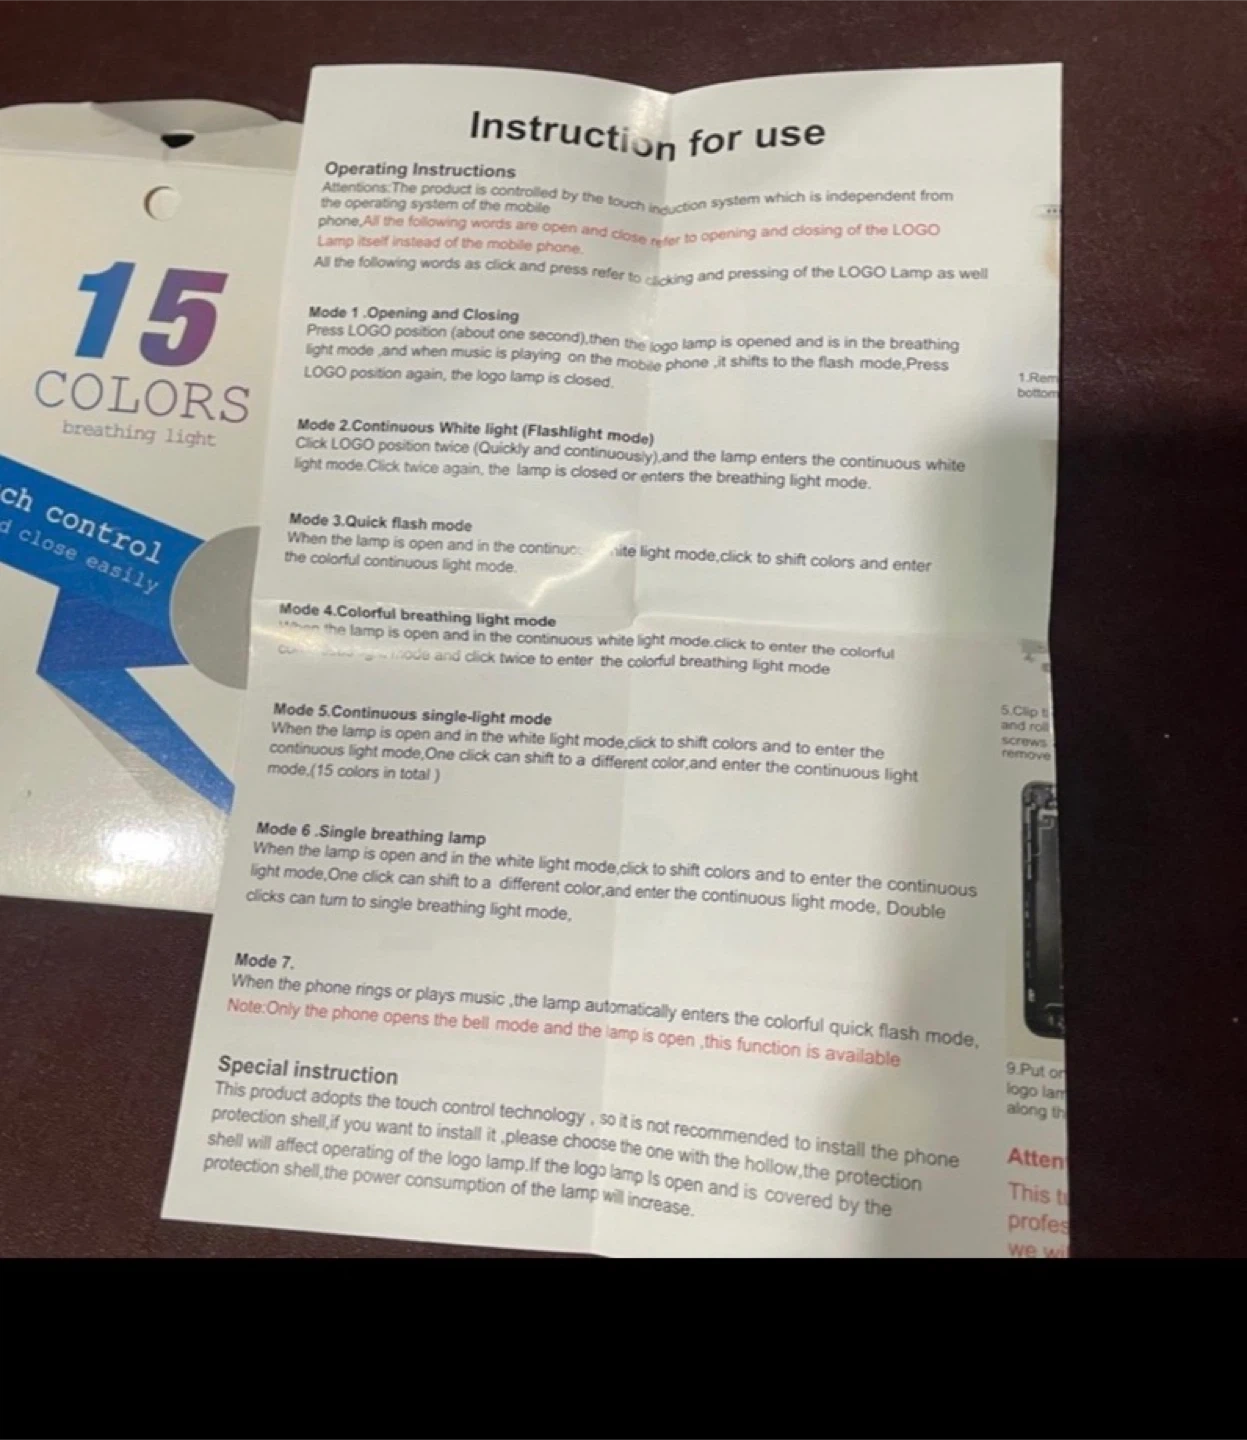 15
COLORS
breathing light
ch control
d close easily
Instruction for use
Operating Instructions
Attentions:The product is controlled by the touch induction system which is independent from
the operating system of the mobile
phone,All the following words are open and close refer to opening and closing of the LOGO
Lamp itself instead of the mobile phone.
All the following words as click and press refer to clicking and pressing of the LOGO Lamp as well
Mode 1 .Opening and Closing
Press LOGO position (about one second),then the logo lamp is opened and is in the breathing
light mode ,and when music is playing on the mobile phone ,it shifts to the flash mode,Press
LOGO position again, the logo lamp is closed.
Mode 2.Continuous White light (Flashlight mode)
Click LOGO position twice (Quickly and continuously),and the lamp enters the continuous white
light mode.Click twice again, the lamp is closed or enters the breathing light mode.
Mode 3.Quick flash mode
When the lamp is open and in the light mode,click to shift colors and enter
the colorful continuous light mode.
Mode 4.Colorful breathing light mode
the lamp is open and in the continuous white light mode.click to enter the colorful
mode and click twice to enter the colorful breathing light mode
Mode 5.Continuous single-light mode
When the lamp is open and in the white light mode,click to shift colors and to enter the
continuous light mode,One click can shift to a different color,and enter the continuous light
mode,(15 colors in total )
Mode 6 .Single breathing lamp
When the lamp is open and in the white light mode,click to shift colors and to enter the continuous
light mode,One click can shift to a different color,and enter the continuous light mode, Double
clicks can turn to single breathing light mode,
Mode 7.
When the phone rings or plays music ,the lamp automatically enters the colorful quick flash mode,
Note:Only the phone opens the bell mode and the lamp is open ,this function is available
Special instruction
This product adopts the touch control technology , so it is not recommended to install the phone
protection shell,if you want to install it ,please choose the one with the hollow,the protection
shell will affect operating of the logo lamp.If the logo lamp Is open and is covered by the
protection shell,the power consumption of the lamp will increase.
1.Rem
bottom
5.Clip t
and roll
screws
remove
9.Put or
logo lam
along th
Atten
This t
profes
we wi